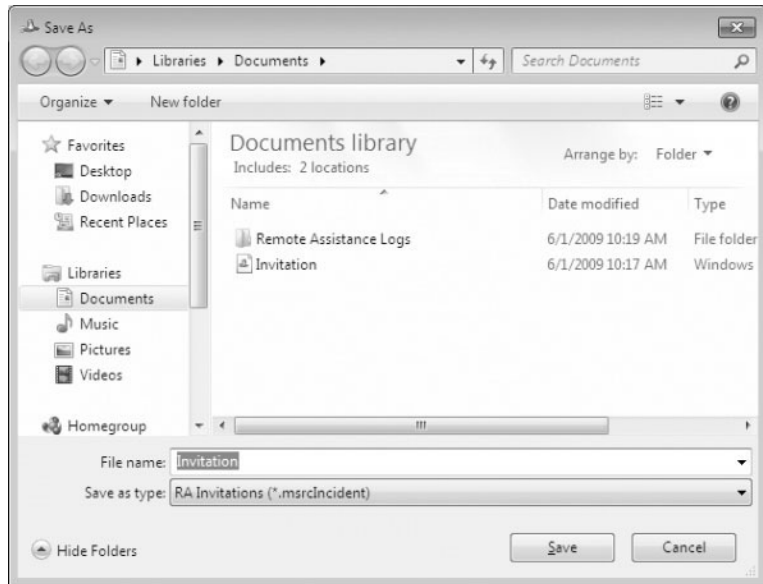 Save As
Libraries Documents
Search Documents
Organize New folder
Favorites
Desktop
Downloads
Recent Places
Libraries
Documents
Music
Pictures
Videos
Homegroup
Documents library
Includes: 2 locations
Arrange by: Folder
Name Date modified Type
Remote Assistance Logs 6/1/2009 10:19 AM File folder
Invitation 6/1/2009 10:17 AM Windows
File name: Invitation
Save as type: RA Invitations (*.msrcIncident)
Hide Folders
Save Cancel